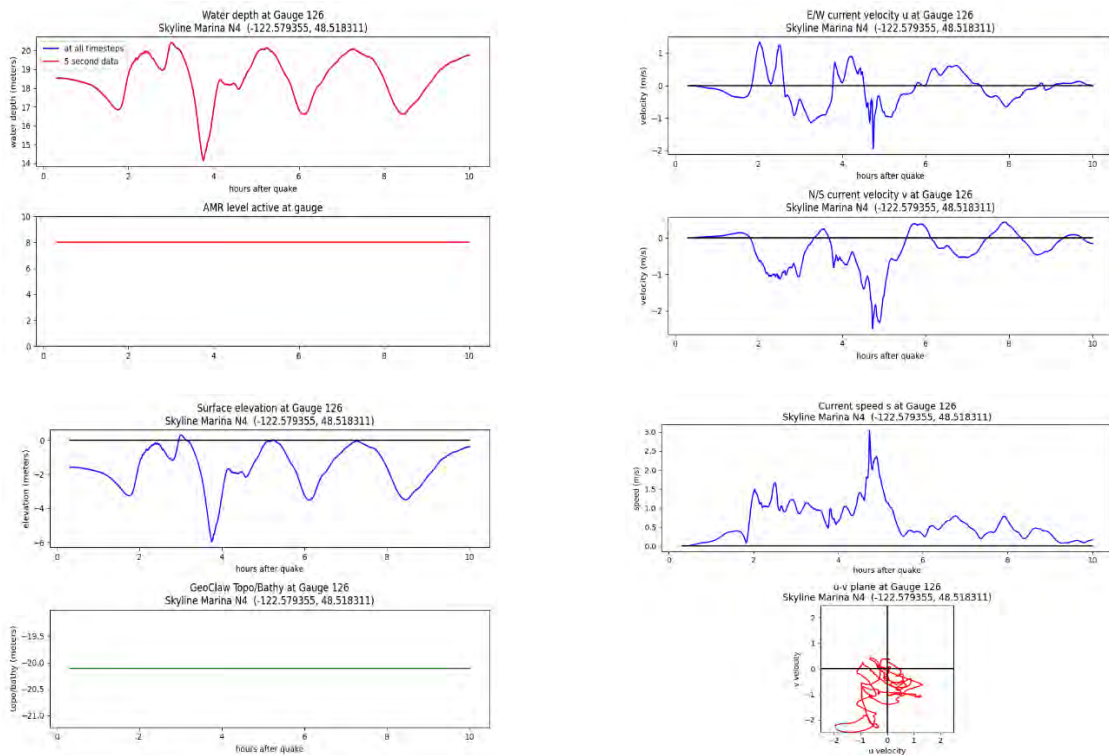 Water depth at Gauge 126
Skyline Marina N4 (-122.579355, 48.518311)
water depth (meters)
20
19
18
17
16
15
14
at all timesteps
5 second data
0 2 4 6 8 10
hours after quake
AMR level active at gauge
10
8
6
4
2
0
0 2 4 6 8 10
Surface elevation at Gauge 126
Skyline Marina N4 (-122.579355, 48.518311)
elevation (meters)
0
−2
−4
−6
0 2 4 6 8 10
hours after quake
GeoClaw Topo/Bathy at Gauge 126
Skyline Marina N4 (-122.579355, 48.518311)
topo/bathy (meters)
−19.5
−20.0
−20.5
−21.0
0 2 4 6 8 10
hours after quake
E/W current velocity u at Gauge 126
Skyline Marina N4 (-122.579355, 48.518311)
velocity (m/s)
1
0
−1
−2
0 2 4 6 8 10
hours after quake
N/S current velocity v at Gauge 126
Skyline Marina N4 (-122.579355, 48.518311)
velocity (m/s)
0
−1
−2
0 2 4 6 8 10
hours after quake
Current speed s at Gauge 126
Skyline Marina N4 (-122.579355, 48.518311)
speed (m/s)
3.0
2.5
2.0
1.5
1.0
0.5
0.0
0 2 4 6 8 10
hours after quake
u-v plane at Gauge 126
Skyline Marina N4 (-122.579355, 48.518311)
v velocity
2
1
0
−1
−2
−2 −1 0 1 2
u velocity